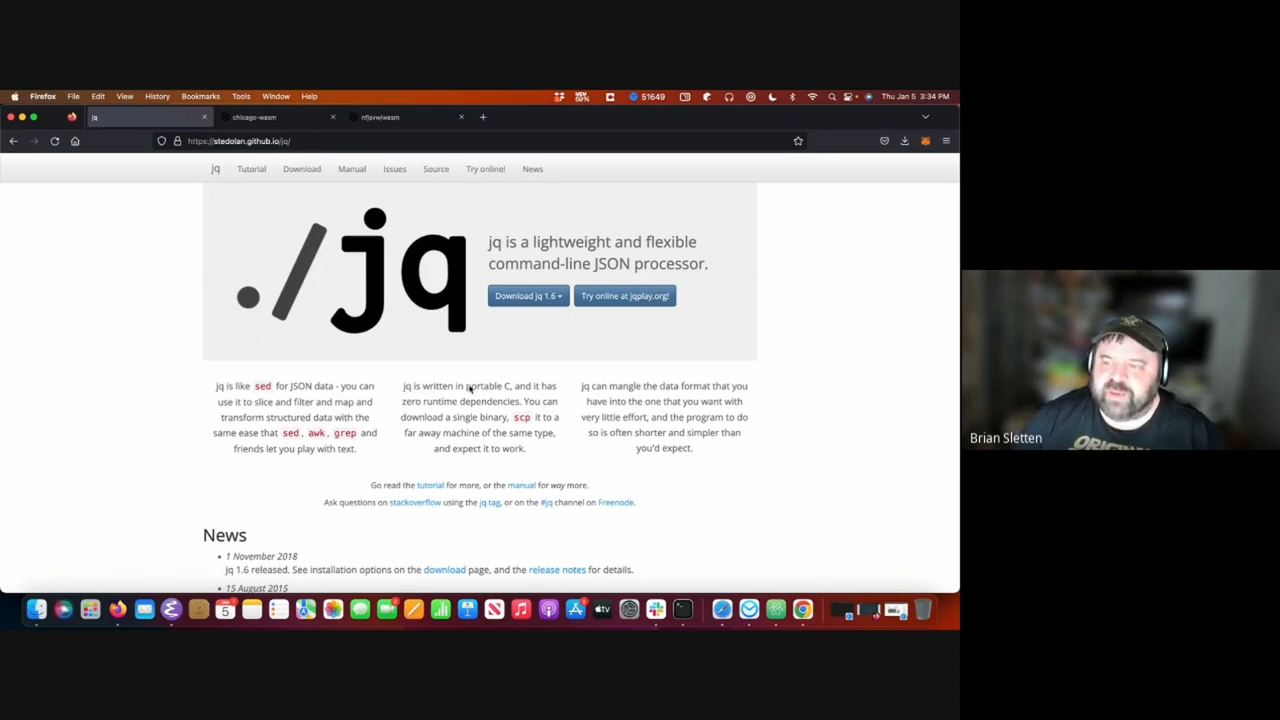 Firefox File Edit View History Bookmarks Tools Window Help 51649 Thu Jan 5 3:34 PM
jq chicago-wasm nfjsvw/wasm
https://stedolan.github.io/jq/
jq Tutorial Download Manual Issues Source Try online! News
./jq
jq is a lightweight and flexible
command-line JSON processor.
Download jq 1.6 Try online at jqplay.org!
jq is like sed for JSON data - you can
use it to slice and filter and map and
transform structured data with the
same ease that sed, awk, grep and
friends let you play with text.
jq is written in portable C, and it has
zero runtime dependencies. You can
download a single binary, scp it to a
far away machine of the same type,
and expect it to work.
jq can mangle the data format that you
have into the one that you want with
very little effort, and the program to do
so is often shorter and simpler than
you'd expect.
Go read the tutorial for more, or the manual for way more.
Ask questions on stackoverflow using the jq tag, or on the #jq channel on Freenode.
News
1 November 2018
jq 1.6 released. See installation options on the download page, and the release notes for details.
15 August 2015
tv
Brian Sletten